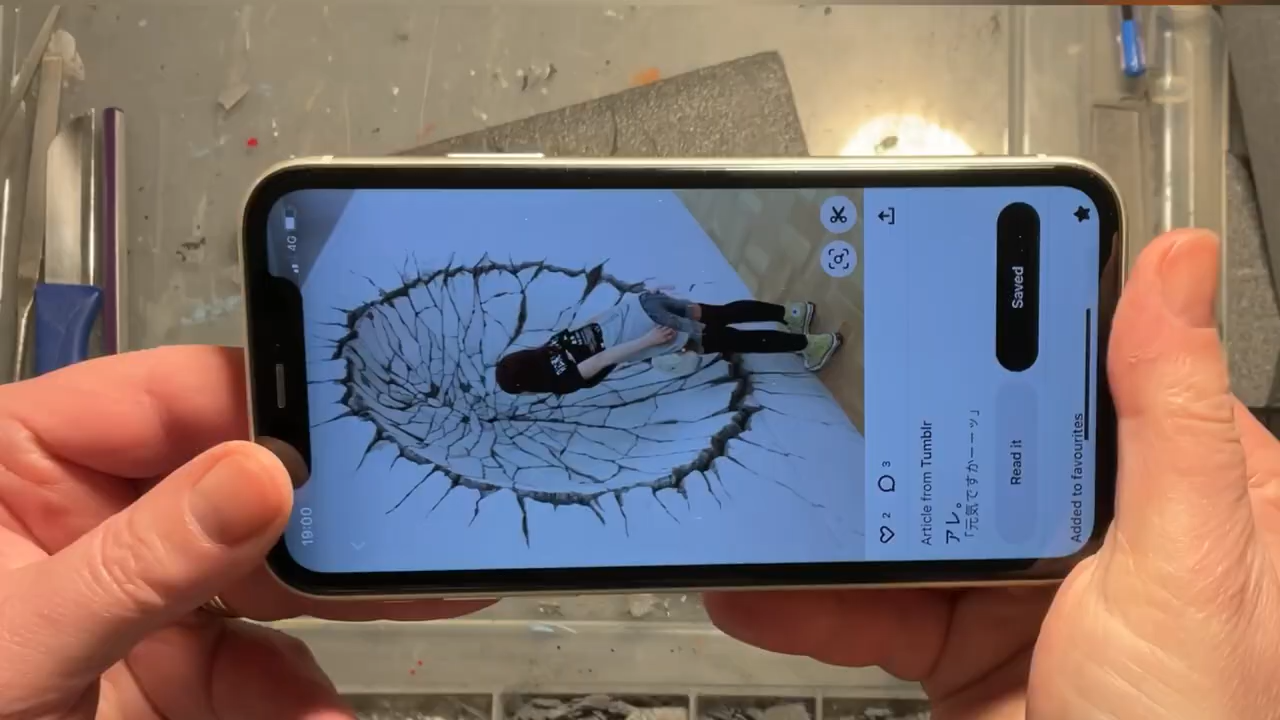 19:00
4G
2
3
Article from Tumblr
アレ。
「元気ですかーーッ」
Read it
Saved
Added to favourites